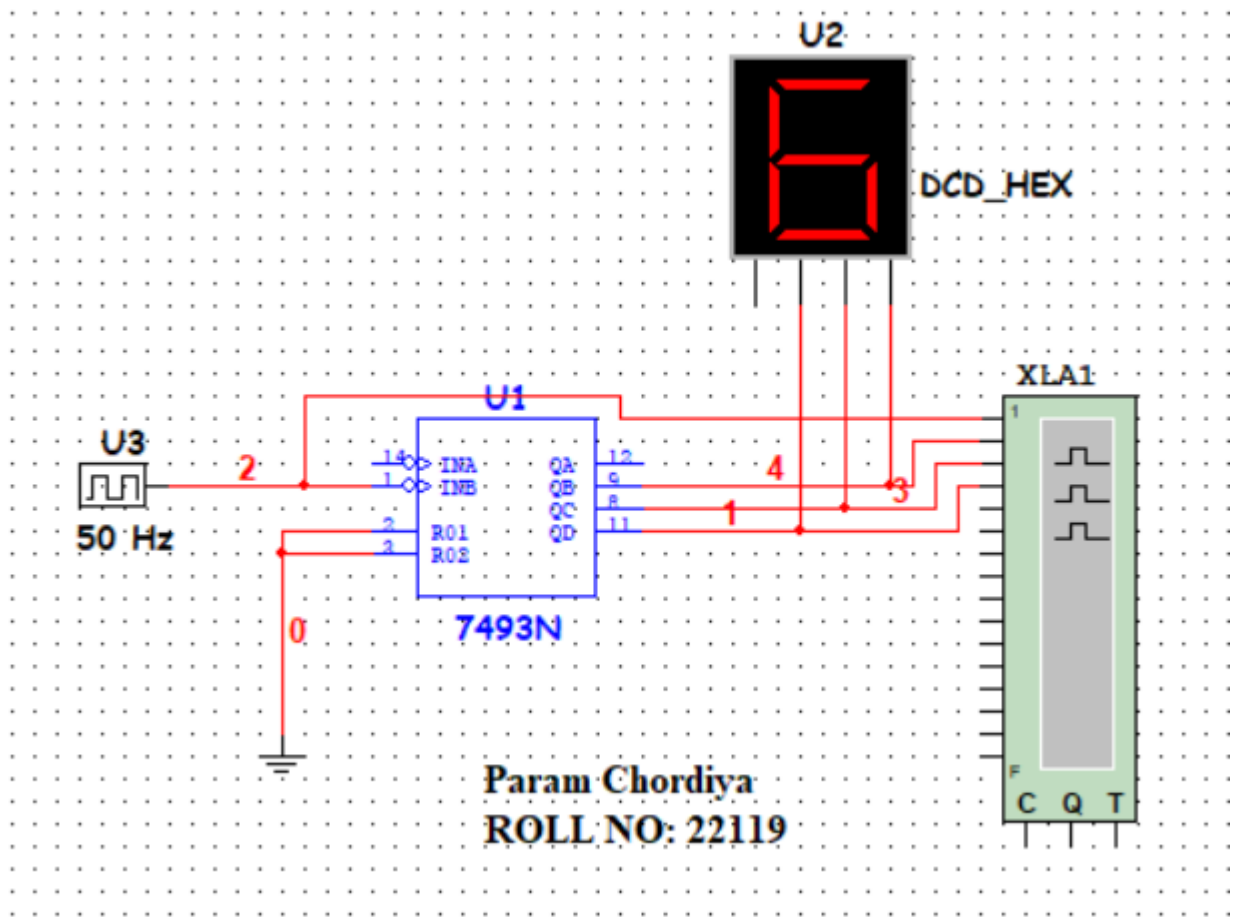 U2
6
DCD_HEX
XLA1
1
U1
U3
2
50 Hz
14 INA QA 12
1 INB QB 9
QC 8
2 R01 QD 11
3 R02
4
3
1
7493N
0
F
C Q T
Param Chordiya
ROLL NO: 22119